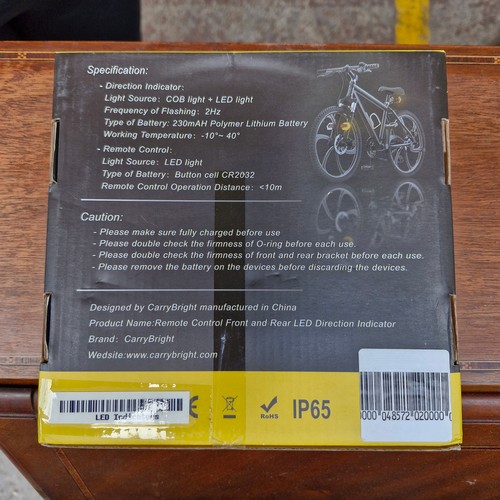 Specification:
- Direction Indicator:
Light Source: COB light + LED light
Frequency of Flashing: 2Hz
Type of Battery: 230mAH Polymer Lithium Battery
Working Temperature: -10°~ 40°
- Remote Control:
Light Source: LED light
Type of Battery: Button cell CR2032
Remote Control Operation Distance: <10m
Caution:
- Please make sure fully charged before use
- Please double check the firmness of O-ring before each use.
- Please double check the firmness of front and rear bracket before each use.
- Please remove the battery on the devices before discarding the devices.
Designed by CarryBright manufactured in China
Product Name:Remote Control Front and Rear LED Direction Indicator
Brand: CarryBright
Wedsite:www.carrybright.com
LED
RoHS
IP65
048572 020000